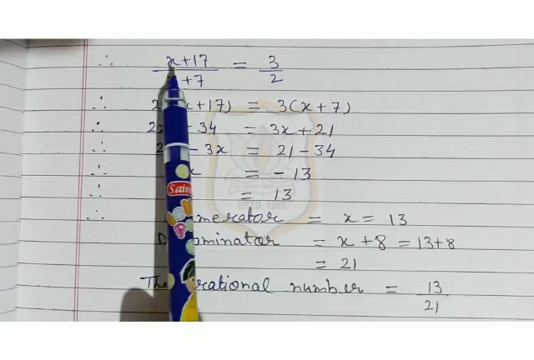 ∴ x+17 / +7 = 3/2
∴ 2 x+17) = 3(x+7)
∴ 2 - 34 = 3x + 21
∴ 2 - 3x = 21 - 34
∴ x = - 13
∴ = 13
∴ merator = x = 13
D ominator = x + 8 = 13+8
= 21
The rational number = 13/21